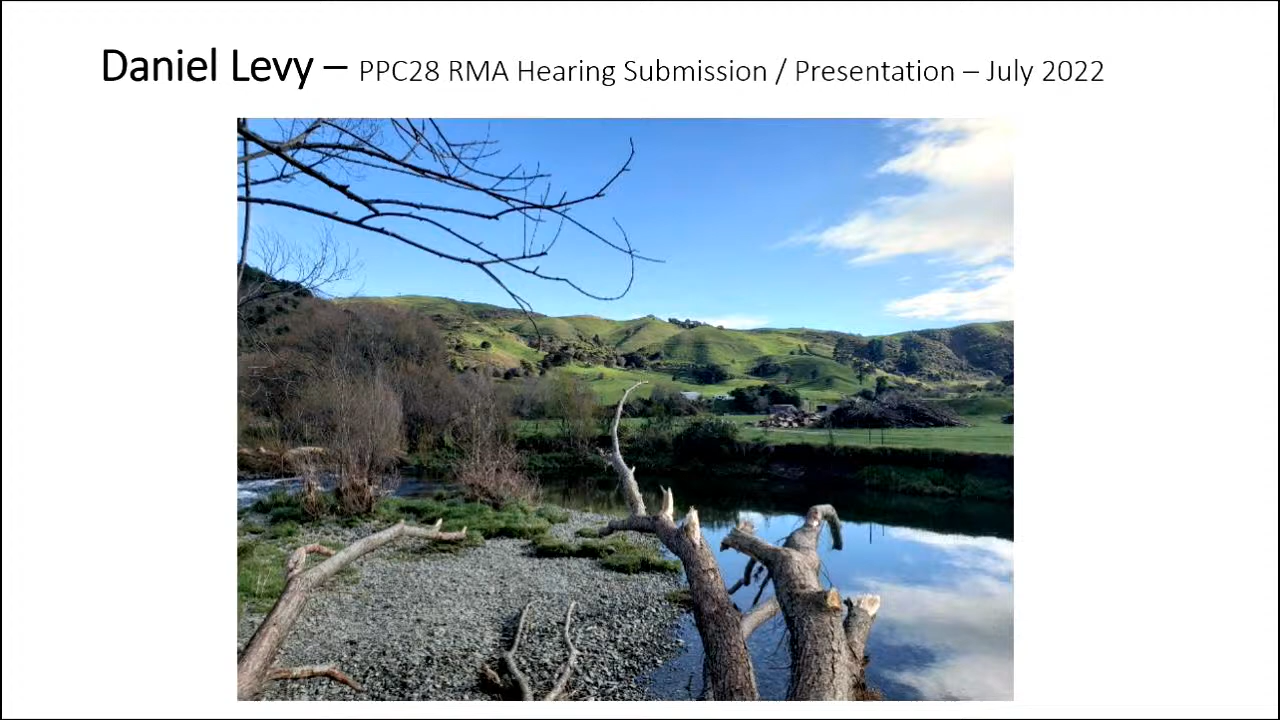 Daniel Levy – PPC28 RMA Hearing Submission / Presentation – July 2022